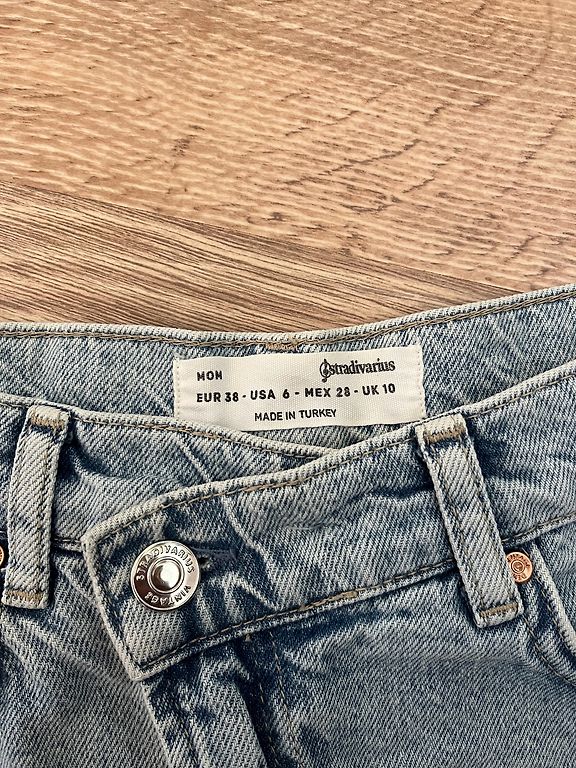 MOM stradivarius
EUR 38 - USA 6 - MEX 28 - UK 10
MADE IN TURKEY
STRADIVARIUS